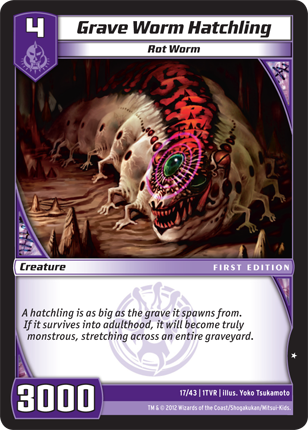 4
Grave Worm Hatchling
Rot Worm
Creature
FIRST EDITION
A hatchling is as big as the grave it spawns from.
If it survives into adulthood, it will become truly
monstrous, stretching across an entire graveyard.
3000
17/43 | 1TVR | illus. Yoko Tsukamoto
TM & © 2012 Wizards of the Coast/Shogakukan/Mitsui-Kids.